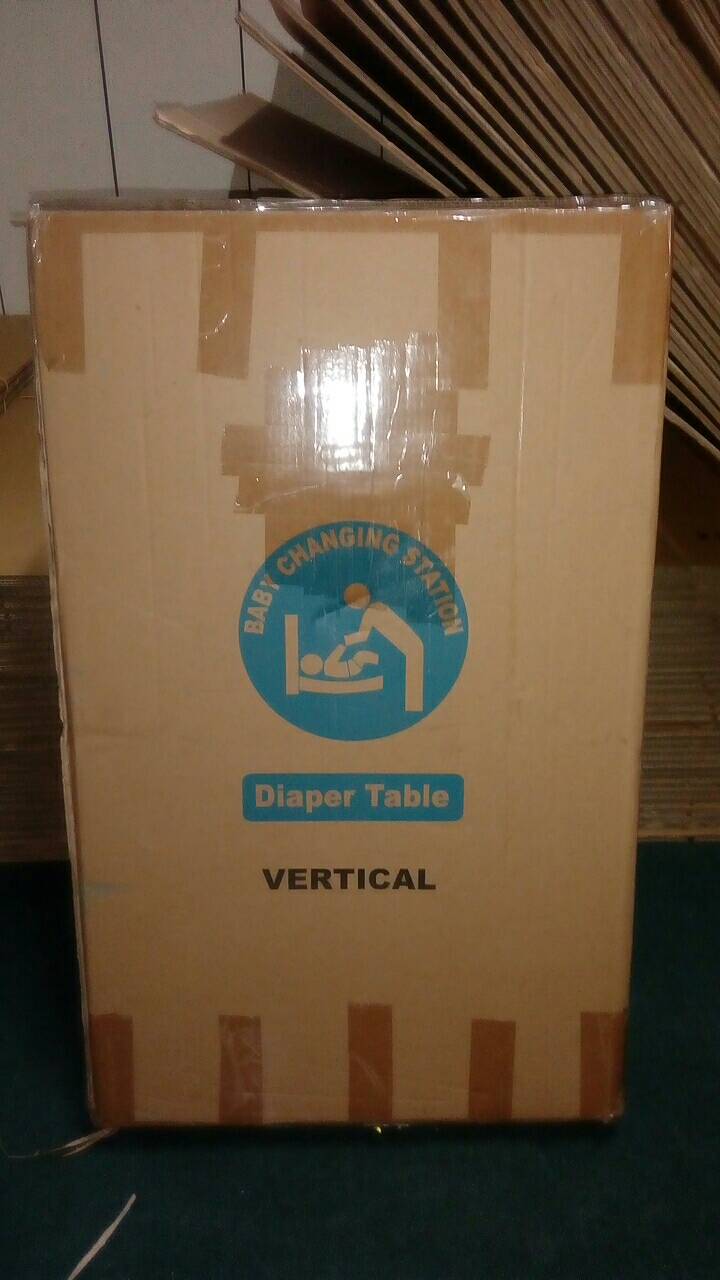 BABY CHANGING STATION
Diaper Table
VERTICAL